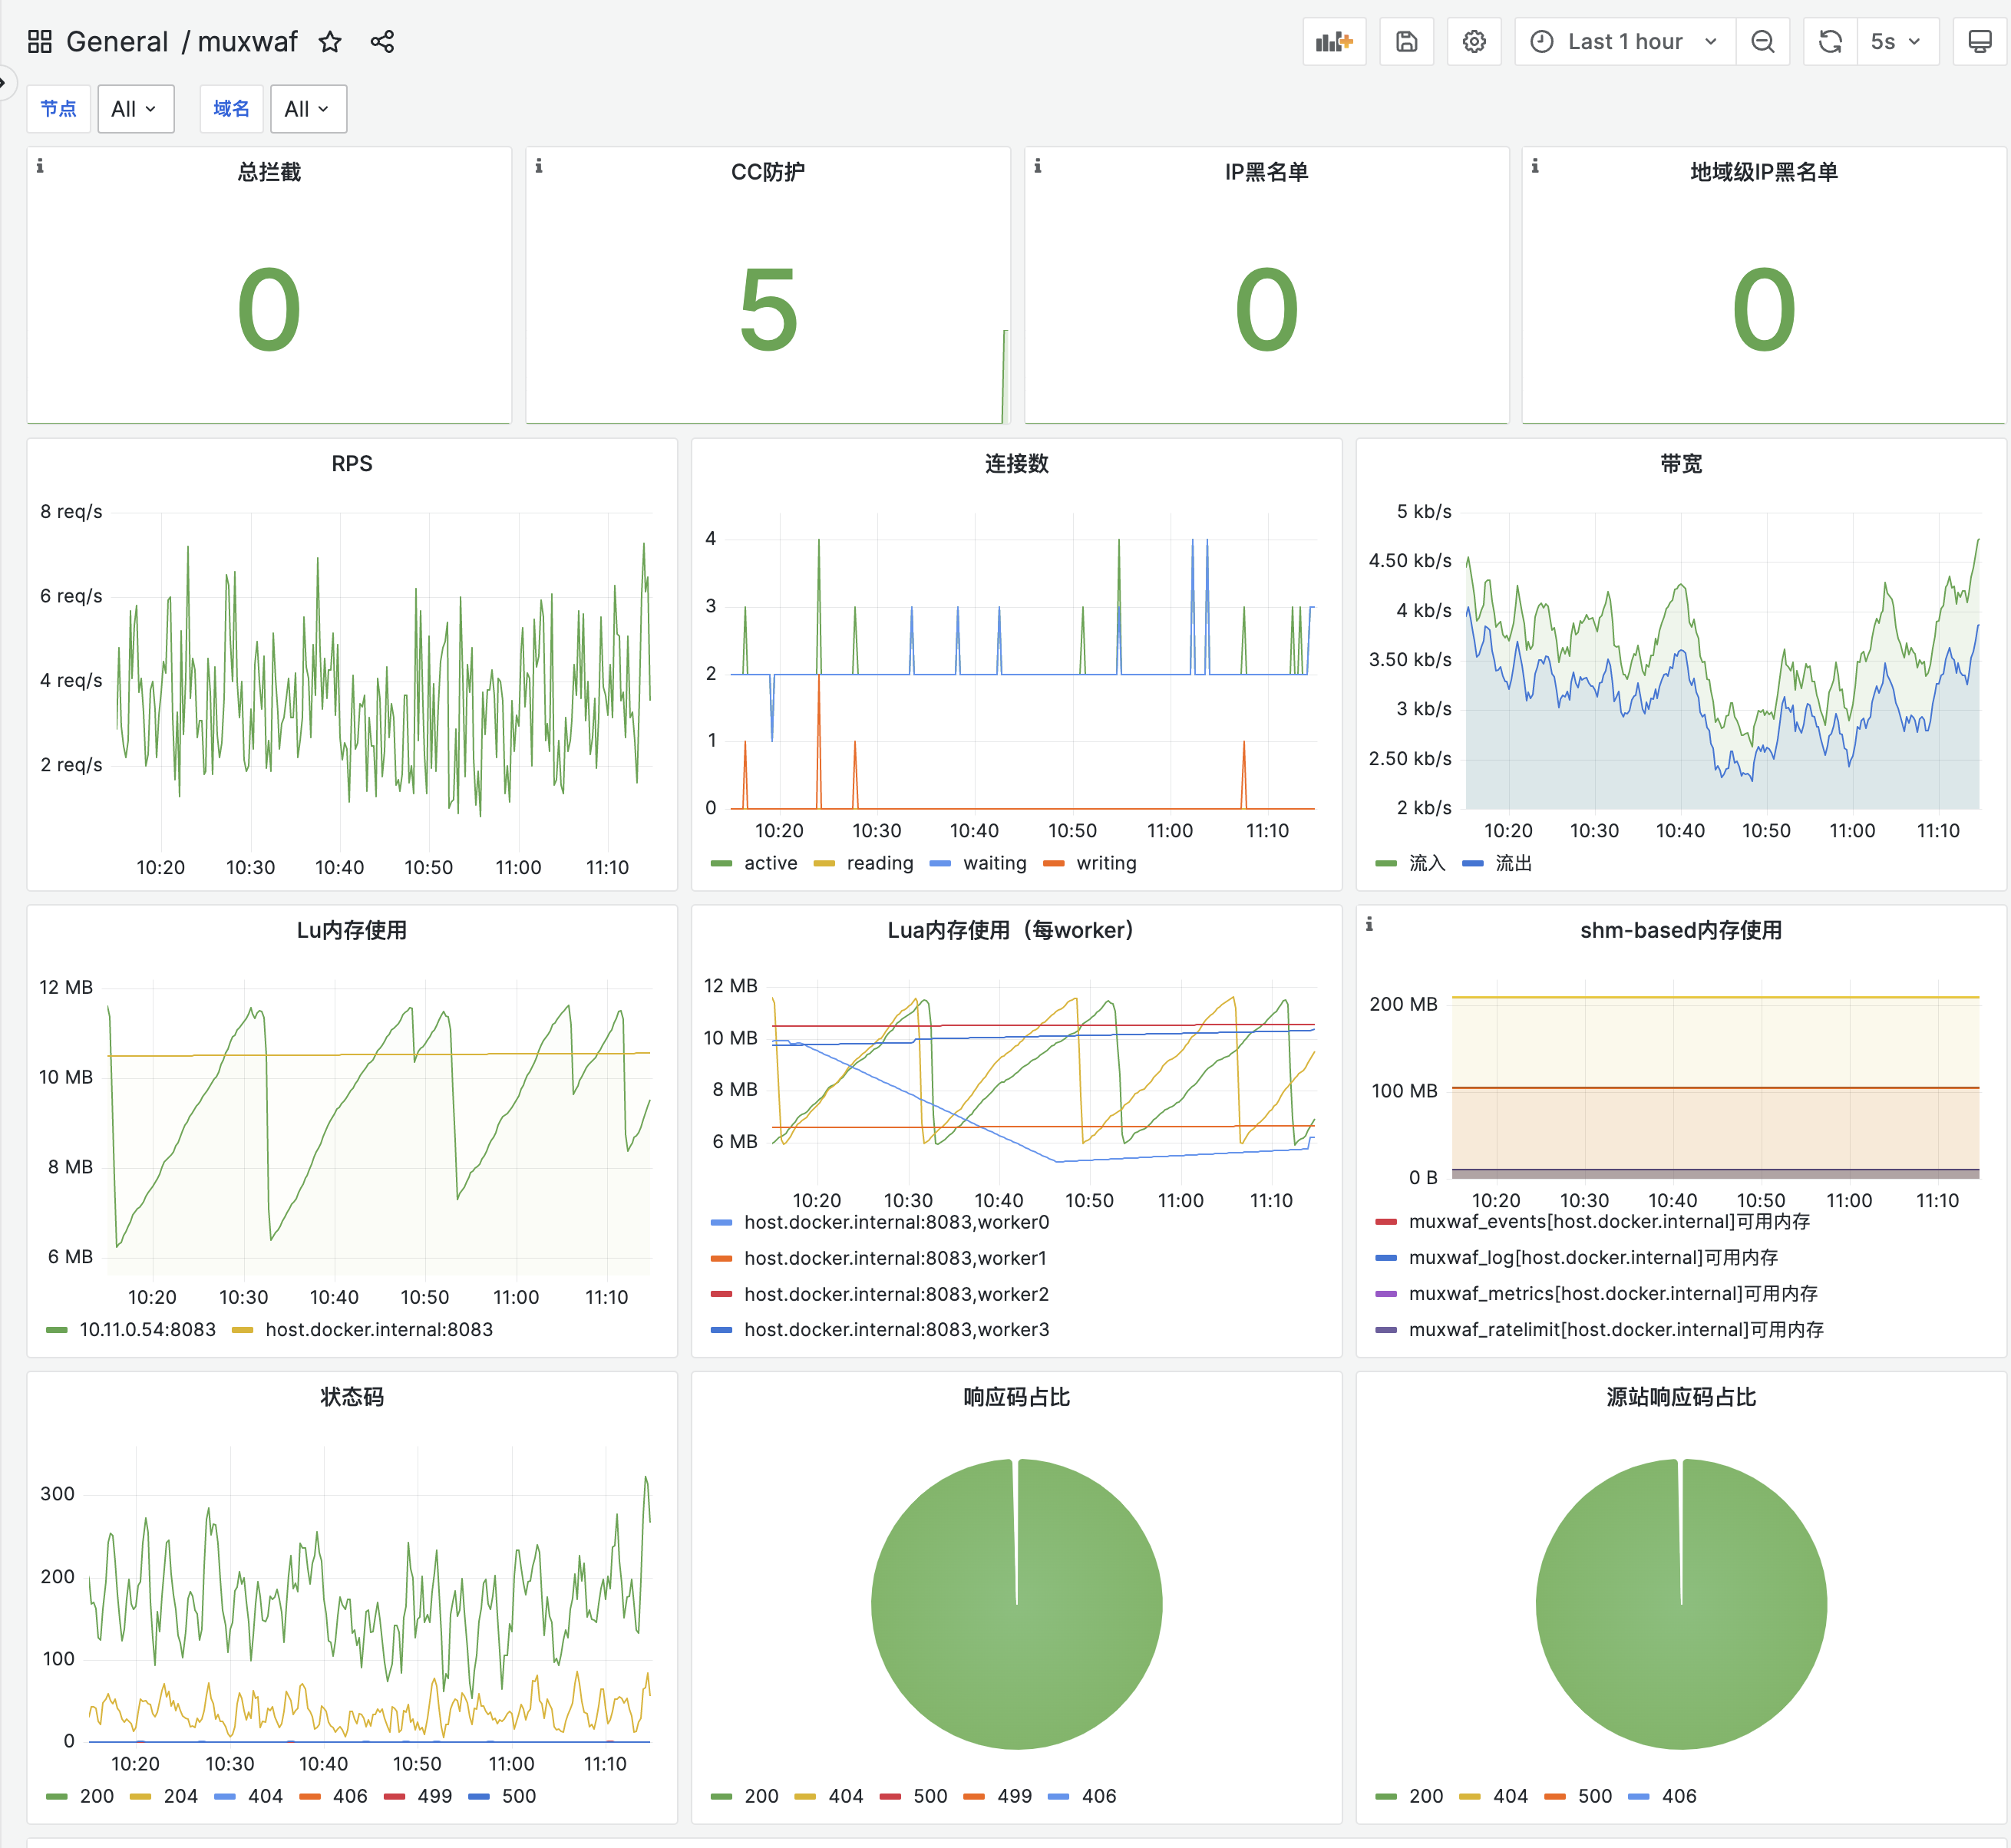 General / muxwaf
Last 1 hour
5s
节点 All 域名 All
总拦截
0
CC防护
5
IP黑名单
0
地域级IP黑名单
0
RPS
8 req/s
6 req/s
4 req/s
2 req/s
10:20 10:30 10:40 10:50 11:00 11:10
连接数
4
3
2
1
0
10:20 10:30 10:40 10:50 11:00 11:10
active reading waiting writing
带宽
5 kb/s
4.50 kb/s
4 kb/s
3.50 kb/s
3 kb/s
2.50 kb/s
2 kb/s
10:20 10:30 10:40 10:50 11:00 11:10
流入 流出
Lu内存使用
12 MB
10 MB
8 MB
6 MB
10:20 10:30 10:40 10:50 11:00 11:10
10.11.0.54:8083 host.docker.internal:8083
Lua内存使用（每worker）
12 MB
10 MB
8 MB
6 MB
10:20 10:30 10:40 10:50 11:00 11:10
host.docker.internal:8083,worker0
host.docker.internal:8083,worker1
host.docker.internal:8083,worker2
host.docker.internal:8083,worker3
shm-based内存使用
200 MB
100 MB
0 B
10:20 10:30 10:40 10:50 11:00 11:10
muxwaf_events[host.docker.internal]可用内存
muxwaf_log[host.docker.internal]可用内存
muxwaf_metrics[host.docker.internal]可用内存
muxwaf_ratelimit[host.docker.internal]可用内存
状态码
300
200
100
0
10:20 10:30 10:40 10:50 11:00 11:10
200 204 404 406 499 500
响应码占比
200 404 500 499 406
源站响应码占比
200 404 500 406